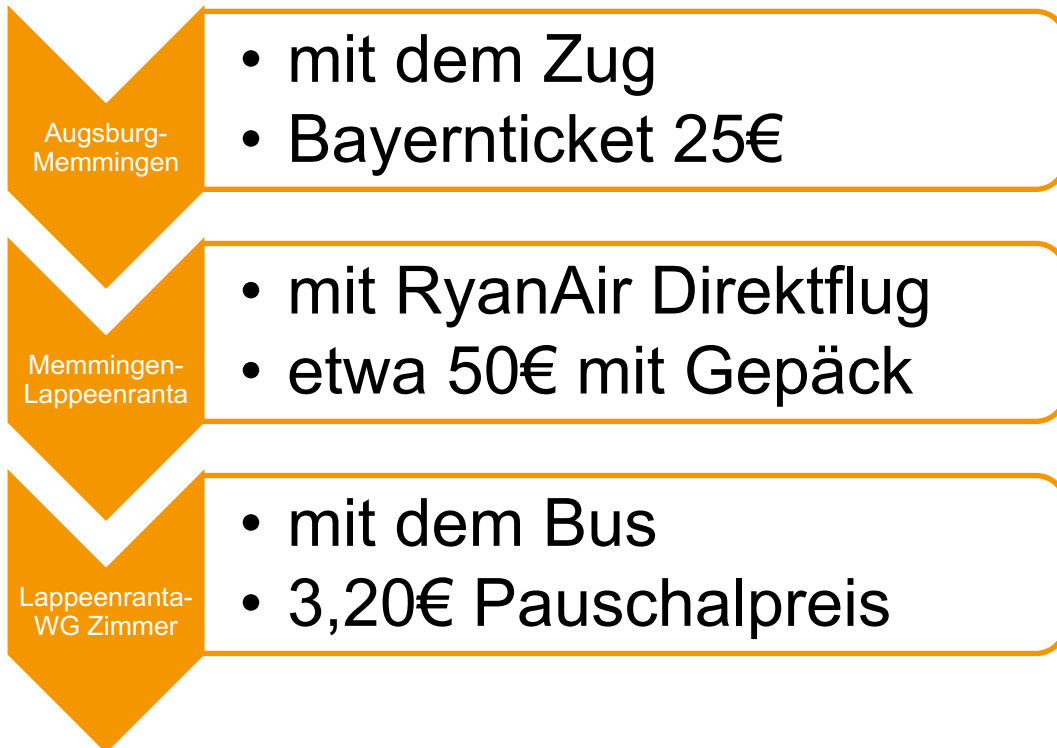 Augsburg-
Memmingen
• mit dem Zug
• Bayernticket 25€
Memmingen-
Lappeenranta
• mit RyanAir Direktflug
• etwa 50€ mit Gepäck
Lappeenranta-
WG Zimmer
• mit dem Bus
• 3,20€ Pauschalpreis